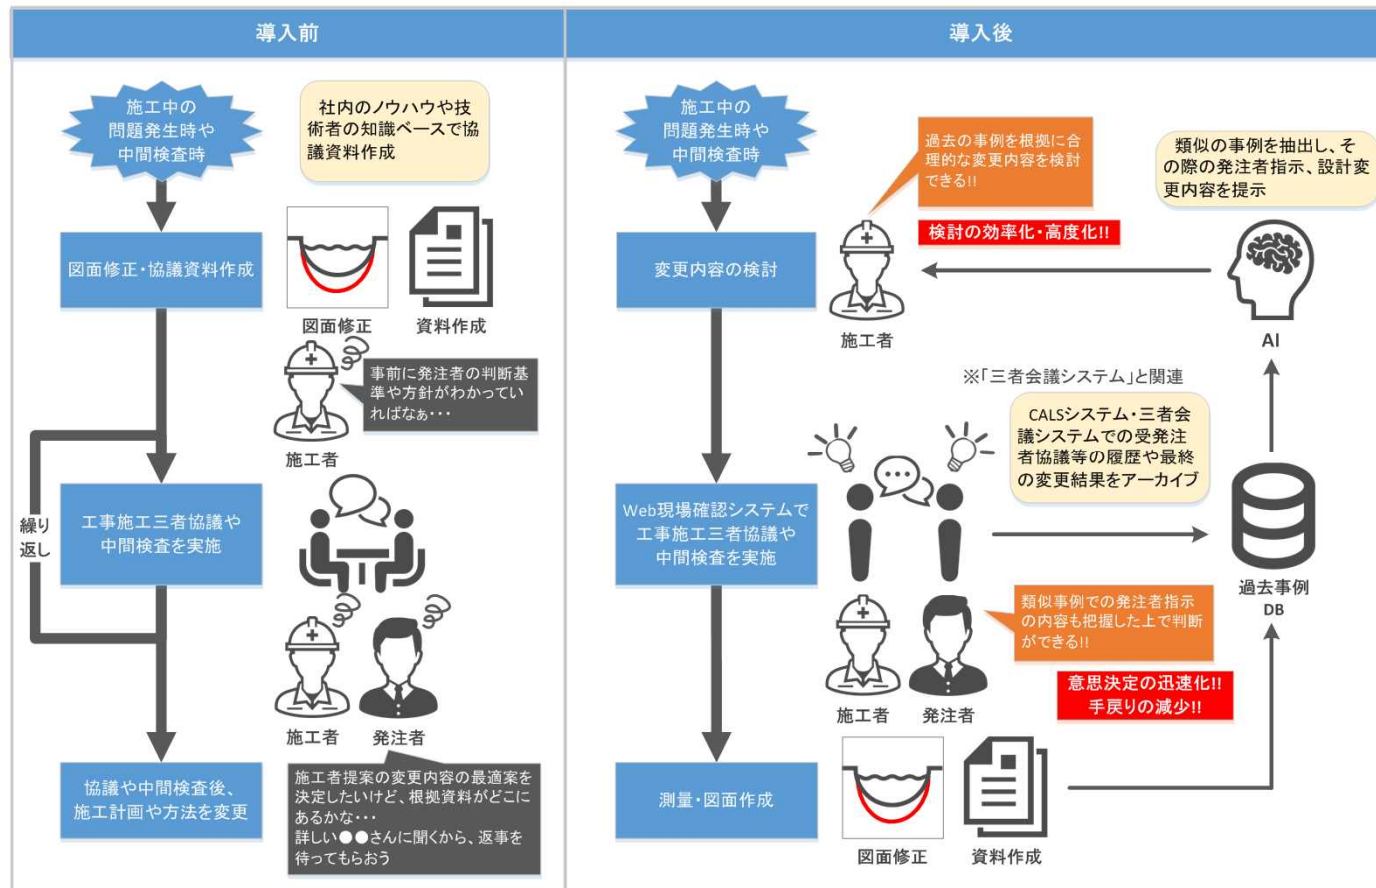 導入前
施工中の
問題発生時や
中間検査時
社内のノウハウや技
術者の知識ベースで協
議資料作成
図面修正・協議資料作成
図面修正
資料作成
事前に発注者の判断基
準や方針がわかってい
ればなぁ・・・
施工者
繰り
返し
工事施工三者協議や
中間検査を実施
施工者
発注者
協議や中間検査後、
施工計画や方法を変更
施工者提案の変更内容の最適案を
決定したいけど、根拠資料がどこに
あるかな・・・
詳しい●●さんに聞くから、返事を
待ってもらおう
導入後
施工中の
問題発生時や
中間検査時
過去の事例を根拠に合
理的な変更内容を検討
できる!!
検討の効率化・高度化!!
類似の事例を抽出し、そ
の際の発注者指示、設計変
更内容を提示
変更内容の検討
施工者
AI
※「三者会議システム」と関連
CALSシステム・三者会
議システムでの受発注
者協議等の履歴や最終
の変更結果をアーカイブ
Web現場確認システムで
工事施工三者協議や
中間検査を実施
過去事例
DB
類似事例での発注者指示
の内容も把握した上で判断
ができる!!
意思決定の迅速化!!
手戻りの減少!!
施工者
発注者
測量・図面作成
図面修正
資料作成